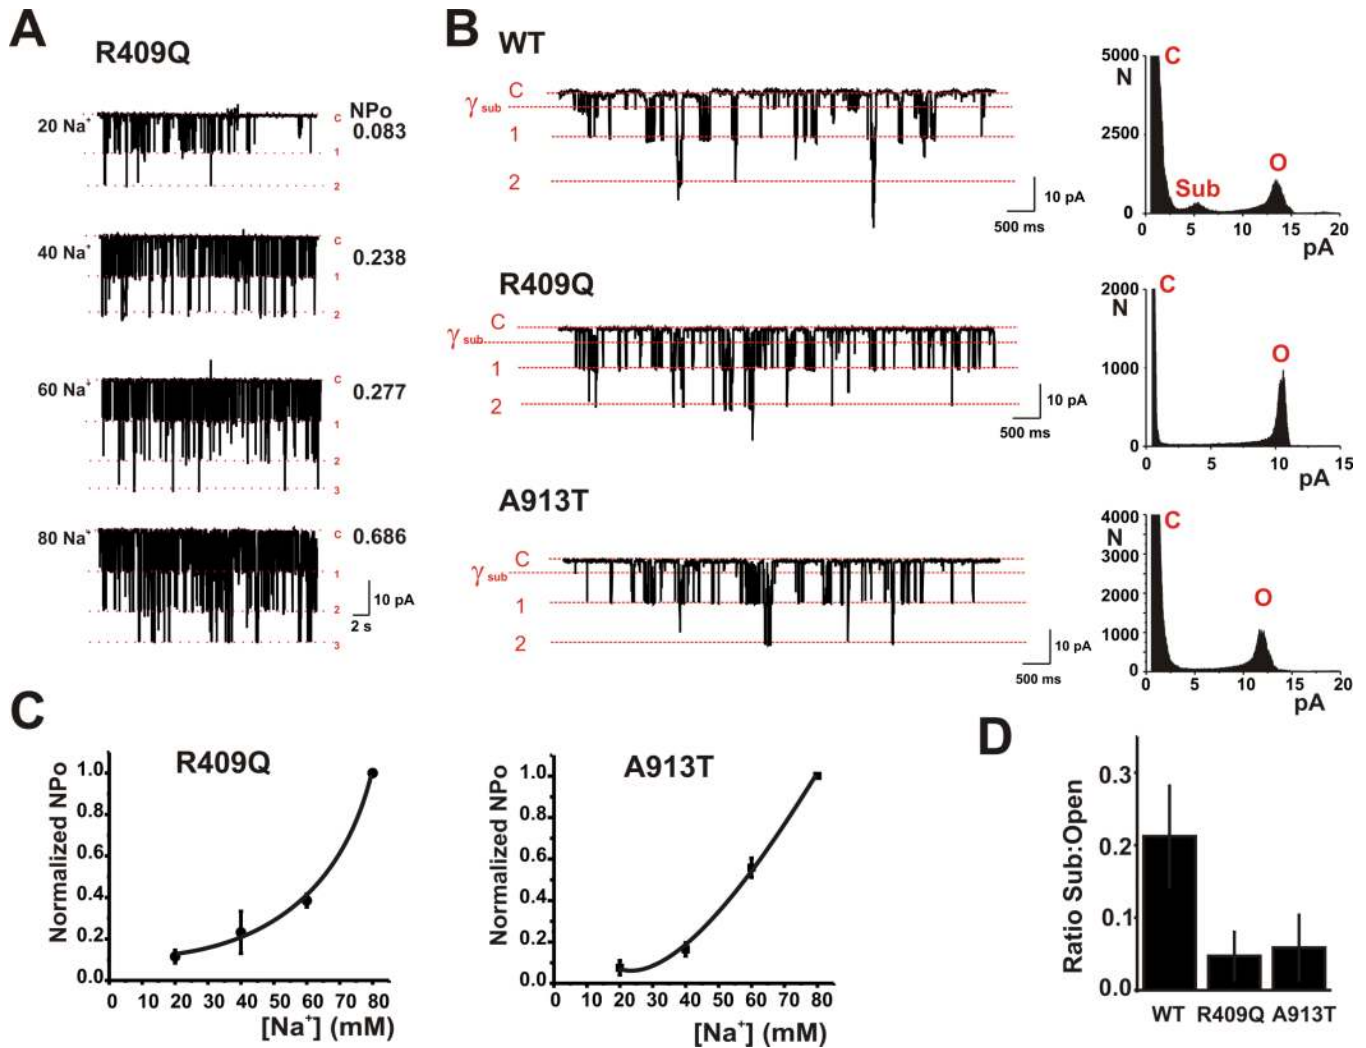 A
R409Q
NPo
20 Na⁺
C
0.083
1
2
40 Na⁺
C
0.238
1
2
60 Na⁺
C
0.277
1
2
3
80 Na⁺
C
0.686
1
2
3
10 pA
2 s
B
WT
C
γ sub
1
2
10 pA
500 ms
5000
N
2500
0
C
Sub
O
0 5 10 15 20
pA
R409Q
C
γ sub
1
2
10 pA
500 ms
2000
N
1000
0
C
O
0 5 10 15
pA
A913T
C
γ sub
1
2
10 pA
500 ms
4000
N
3000
2000
1000
0
C
O
0 5 10 15 20
pA
C
R409Q
Normalized NPo
1.0
0.8
0.6
0.4
0.2
0.0
0 10 20 30 40 50 60 70 80
[Na⁺] (mM)
A913T
Normalized NPo
1.0
0.8
0.6
0.4
0.2
0.0
0 10 20 30 40 50 60 70 80
[Na⁺] (mM)
D
Ratio Sub:Open
0.3
0.2
0.1
0.0
WT R409Q A913T